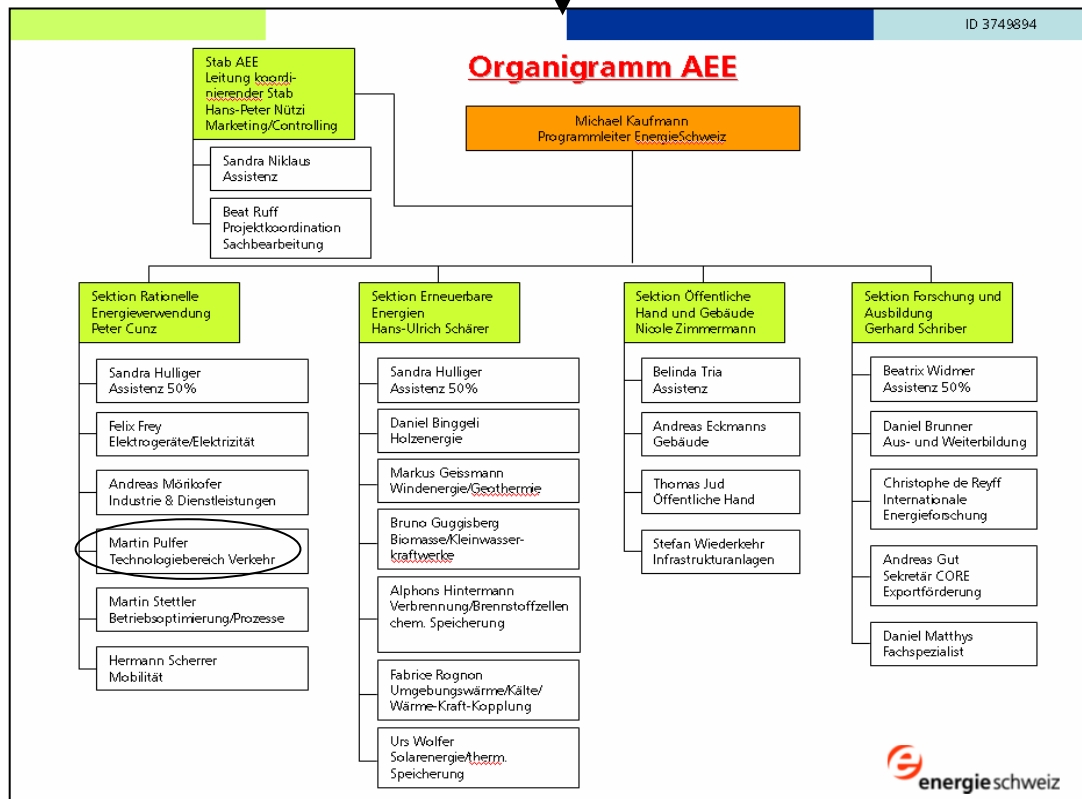 ID 3749894
Organigramm AEE
Stab AEE
Leitung koordi-
nierender Stab
Hans-Peter Nützi
Marketing/Controlling
Michael Kaufmann
Programmleiter EnergieSchweiz
Sandra Niklaus
Assistenz
Beat Ruff
Projektkoordination
Sachbearbeitung
Sektion Rationelle
Energieverwendung
Peter Cunz
Sandra Hulliger
Assistenz 50%
Felix Frey
Elektrogeräte/Elektrizität
Andreas Mörikofer
Industrie & Dienstleistungen
Martin Pulfer
Technologiebereich Verkehr
Martin Stettler
Betriebsoptimierung/Prozesse
Hermann Scherrer
Mobilität
Sektion Erneuerbare
Energien
Hans-Ulrich Schärer
Sandra Hulliger
Assistenz 50%
Daniel Binggeli
Holzenergie
Markus Geissmann
Windenergie/Geothermie
Bruno Guggisberg
Biomasse/Kleinwasser-
kraftwerke
Alphons Hintermann
Verbrennung/Brennstoffzellen
chem. Speicherung
Fabrice Rognon
Umgebungswärme/Kälte/
Wärme-Kraft-Kopplung
Urs Wolfer
Solarenergie/therm.
Speicherung
Sektion Öffentliche
Hand und Gebäude
Nicole Zimmermann
Belinda Tria
Assistenz
Andreas Eckmanns
Gebäude
Thomas Jud
Öffentliche Hand
Stefan Wiederkehr
Infrastrukturanlagen
Sektion Forschung und
Ausbildung
Gerhard Schriber
Beatrix Widmer
Assistenz 50%
Daniel Brunner
Aus- und Weiterbildung
Christophe de Reyff
Internationale
Energieforschung
Andreas Gut
Sekretär CORE
Exportförderung
Daniel Matthys
Fachspezialist
energieschweiz